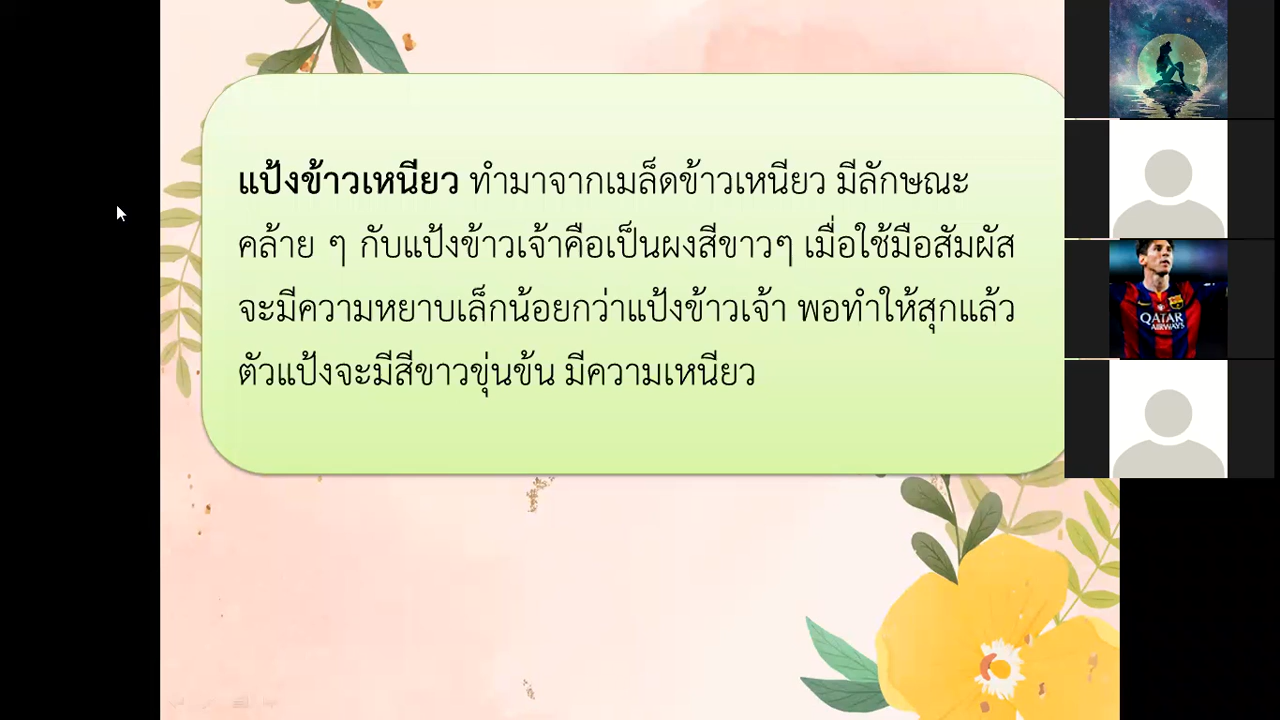 แป้งข้าวเหนียว ทำมาจากเมล็ดข้าวเหนียว มีลักษณะ
คล้าย ๆ กับแป้งข้าวเจ้าคือเป็นผงสีขาวๆ เมื่อใช้มือสัมผัส
จะมีความหยาบเล็กน้อยกว่าแป้งข้าวเจ้า พอทำให้สุกแล้ว
ตัวแป้งจะมีสีขาวขุ่นข้น มีความเหนียว
QATAR
AIRWAYS